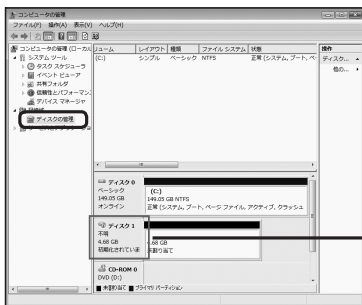 コンピュータの管理
ファイル(F) 操作(A) 表示(V) ヘルプ(H)
コンピュータの管理 (ローカル
システム ツール
タスク スケジューラ
イベント ビューア
共有フォルダ
信頼性とパフォーマン
デバイス マネージャ
ディスクの管理
リューム レイアウト 種類 ファイル システム 状態
(C:) シンプル ベーシック NTFS 正常 (システム, ブート, ペ
操作
ディスク...
他の...
ディスク 0
ベーシック
149.05 GB
オンライン
(C:)
149.05 GB NTFS
正常 (システム, ブート, ページ ファイル, アクティブ, クラッシュ
ディスク 1
不明
4.68 GB
初期化されていま
4.68 GB
未割り当て
CD-ROM 0
DVD (D:)
未割り当て プライマリ パーティション